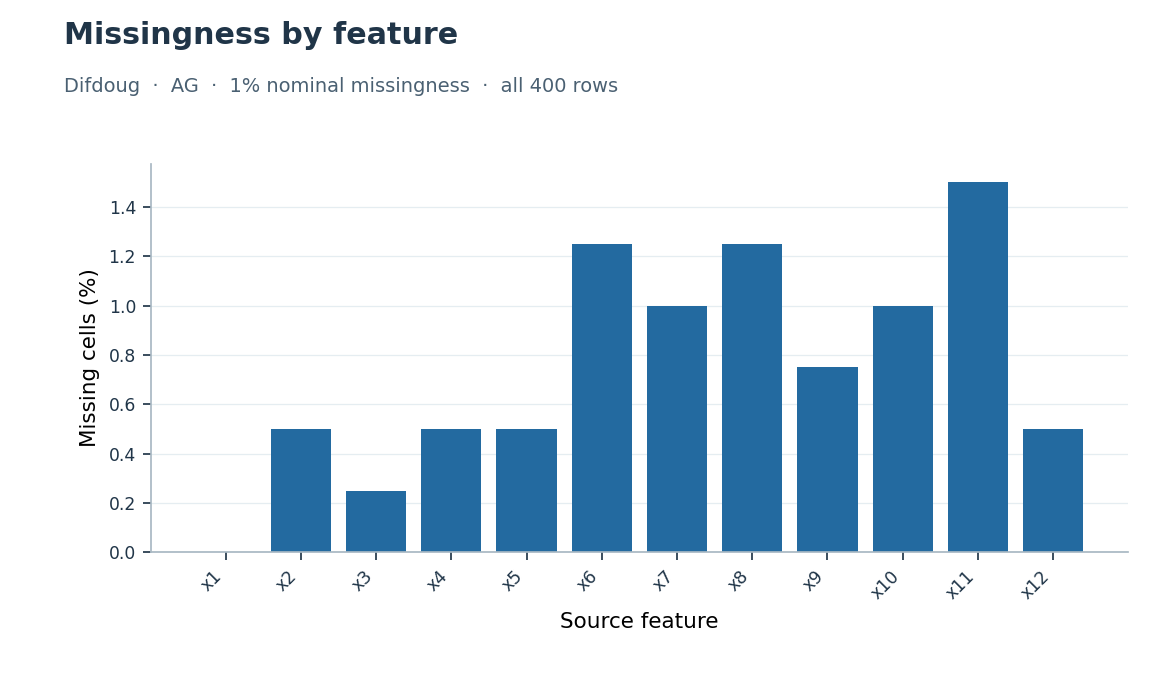 Missingness by feature
Difdoug · AG · 1% nominal missingness · all 400 rows
Missing cells (%)
1.4
1.2
1.0
0.8
0.6
0.4
0.2
0.0
x1 x2 x3 x4 x5 x6 x7 x8 x9 x10 x11 x12
Source feature